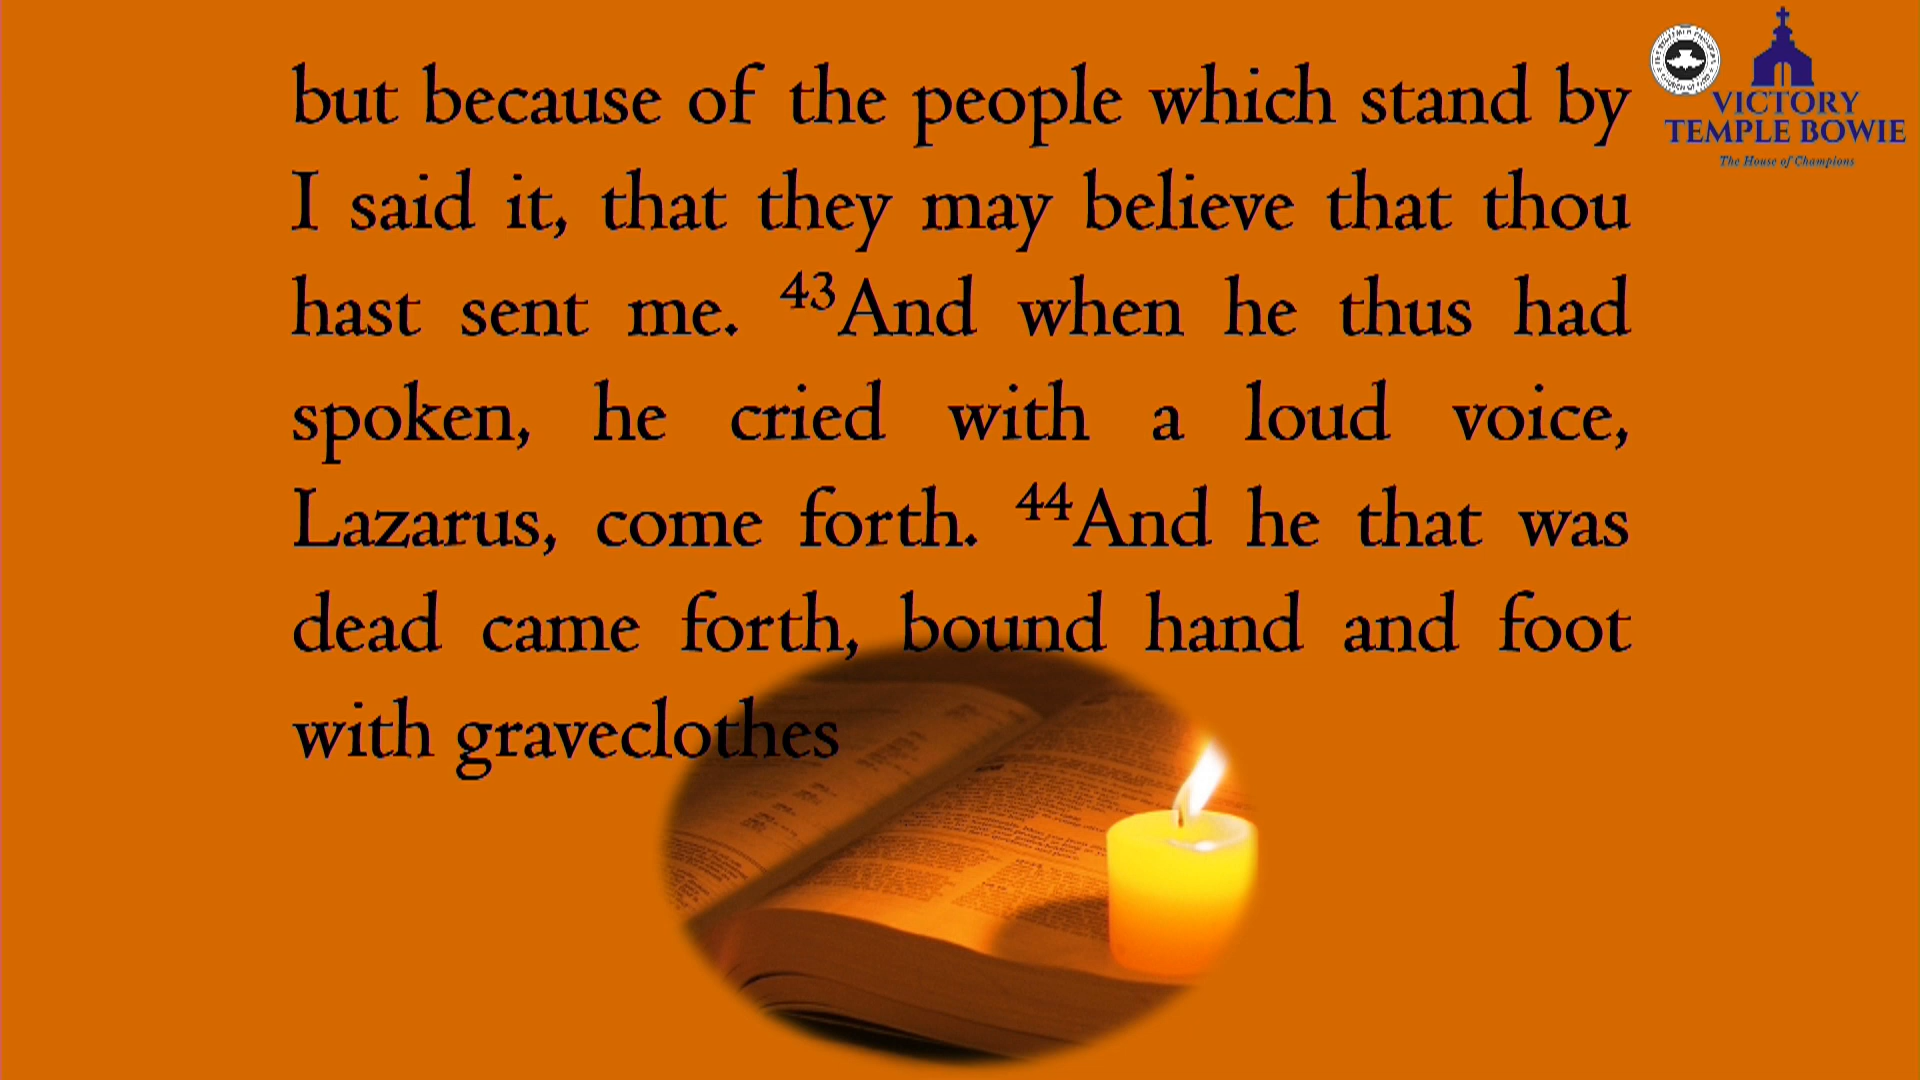 but because of the people which stand by
I said it, that they may believe that thou
hast sent me. 43And when he thus had
spoken, he cried with a loud voice,
Lazarus, come forth. 44And he that was
dead came forth, bound hand and foot
with graveclothes
VICTORY
TEMPLE BOWIE
The House of Champions